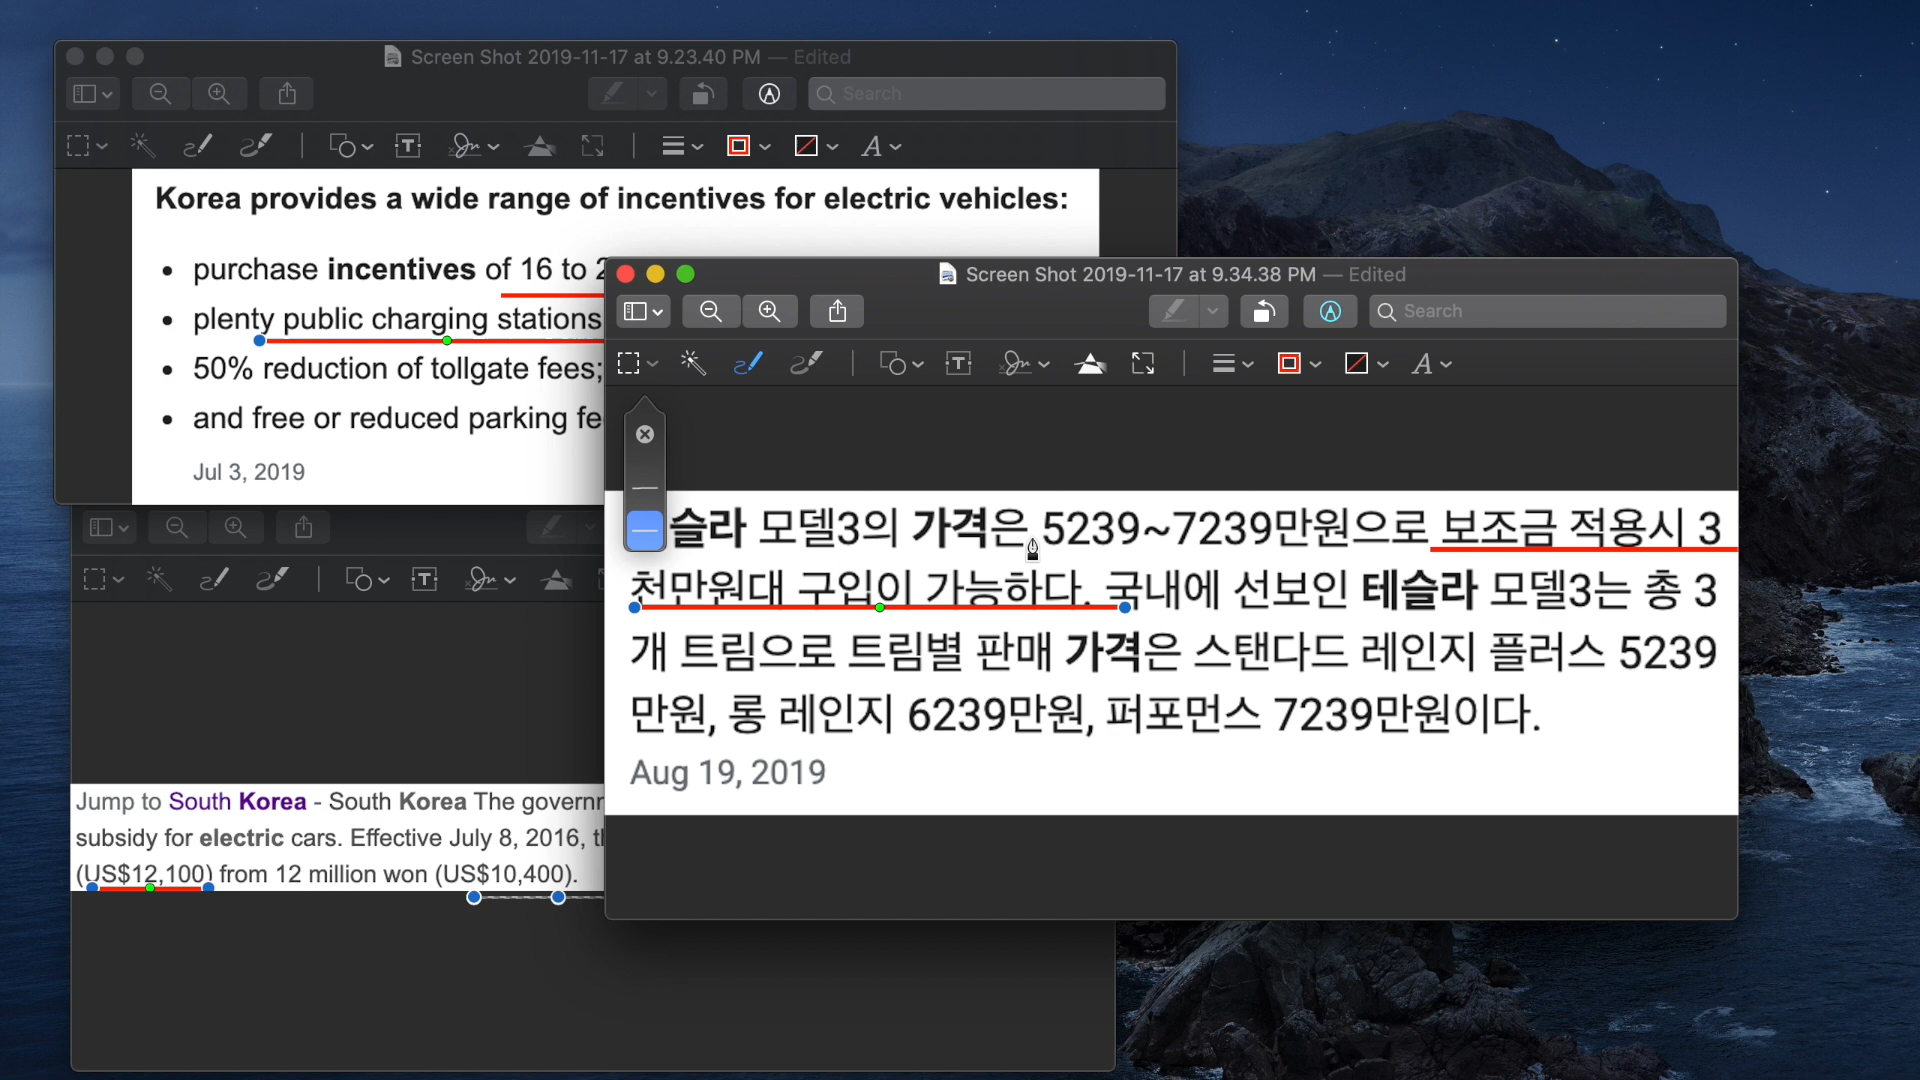 Screen Shot 2019-11-17 at 9.23.40 PM — Edited
Search
Korea provides a wide range of incentives for electric vehicles:
• purchase incentives of 16 to
• plenty public charging stations
• 50% reduction of tollgate fees;
• and free or reduced parking
Jul 3, 2019
Screen Shot 2019-11-17 at 9.34.38 PM — Edited
Search
슬라 모델3의 가격은 5239~7239만원으로 보조금 적용시 3
천만원대 구입이 가능하다. 국내에 선보인 테슬라 모델3는 총 3
개 트림으로 트림별 판매 가격은 스탠다드 레인지 플러스 5239
만원, 롱 레인지 6239만원, 퍼포먼스 7239만원이다.
Aug 19, 2019
Jump to South Korea - South Korea The
subsidy for electric cars. Effective July 8, 2016,
(US$12,100) from 12 million won (US$10,400).